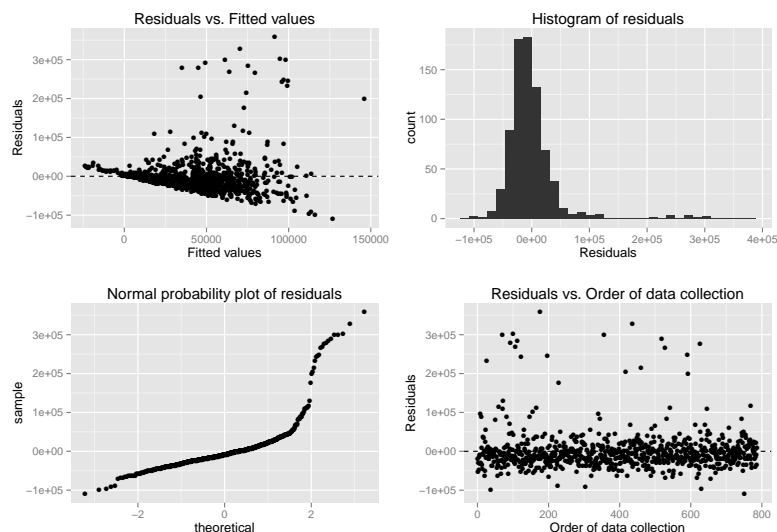 Residuals vs. Fitted values
3e+05
2e+05
1e+05
0e+00
−1e+05
Residuals
0
50000
100000
150000
Fitted values
Histogram of residuals
150
100
50
0
count
−1e+05
0e+00
1e+05
2e+05
3e+05
4e+05
Residuals
Normal probability plot of residuals
3e+05
2e+05
1e+05
0e+00
−1e+05
sample
−2
0
2
theoretical
Residuals vs. Order of data collection
3e+05
2e+05
1e+05
0e+00
−1e+05
Residuals
0
200
400
600
800
Order of data collection